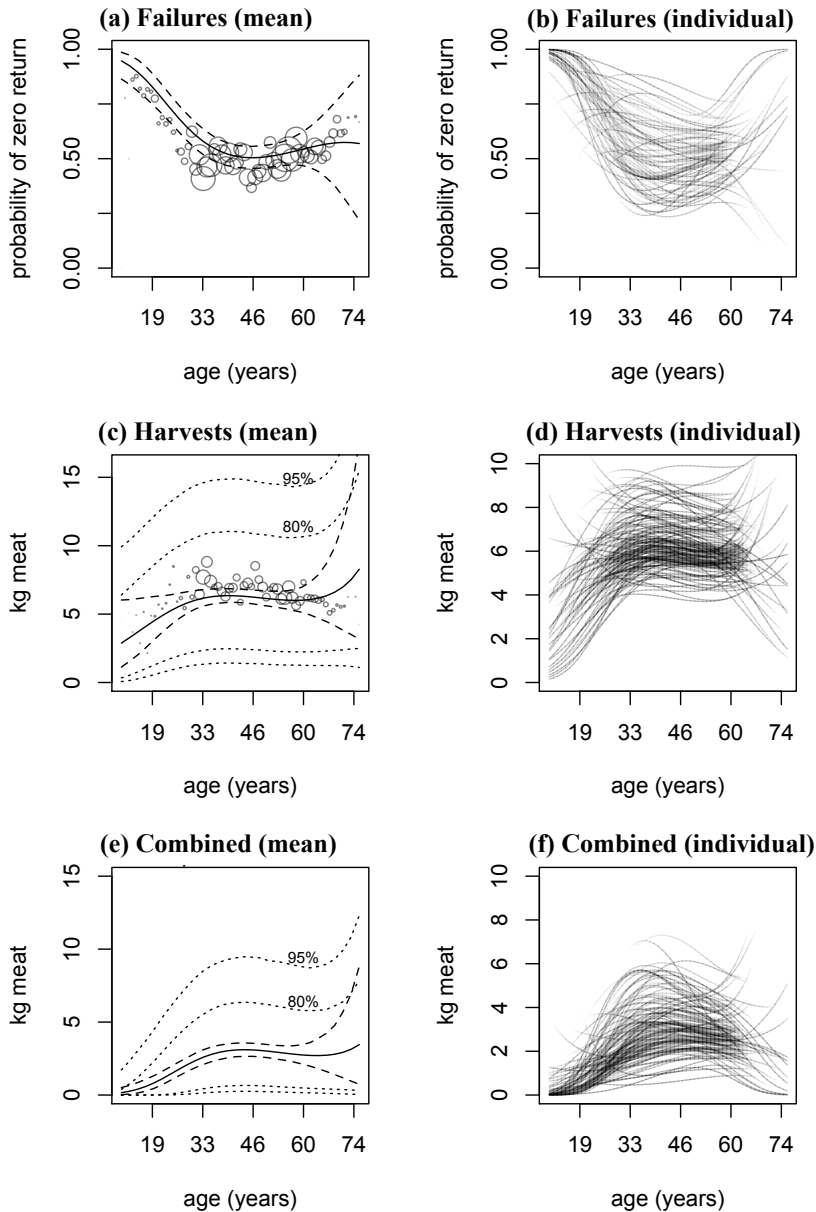 (a) Failures (mean)
probability of zero return
1.00
0.50
0.00
19 33 46 60 74
age (years)
(b) Failures (individual)
probability of zero return
1.00
0.50
0.00
19 33 46 60 74
age (years)
(c) Harvests (mean)
kg meat
15
10
5
0
95%
80%
19 33 46 60 74
age (years)
(d) Harvests (individual)
kg meat
10
8
6
4
2
0
19 33 46 60 74
age (years)
(e) Combined (mean)
kg meat
15
10
5
0
95%
80%
19 33 46 60 74
age (years)
(f) Combined (individual)
kg meat
10
8
6
4
2
0
19 33 46 60 74
age (years)